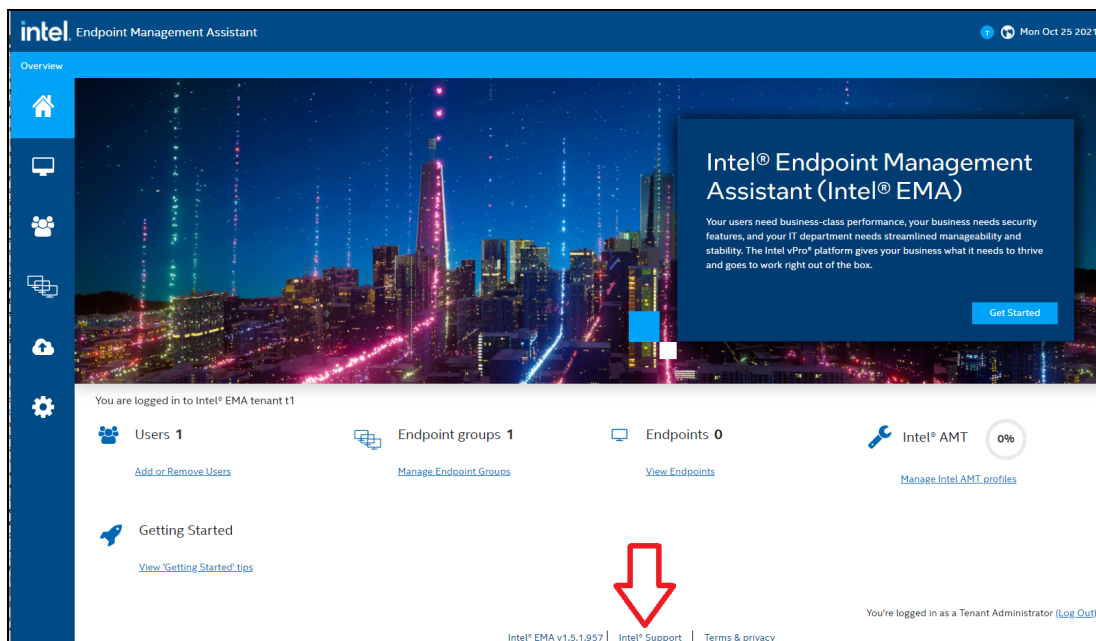 intel. Endpoint Management Assistant
T Mon Oct 25 2021
Overview
Intel® Endpoint Management
Assistant (Intel® EMA)
Your users need business-class performance, your business needs security
features, and your IT department needs streamlined manageability and
stability. The Intel vPro® platform gives your business what it needs to thrive
and goes to work right out of the box.
Get Started
You are logged in to Intel® EMA tenant t1
Users 1
Endpoint groups 1
Endpoints 0
Intel® AMT 0%
Add or Remove Users
Manage Endpoint Groups
View Endpoints
Manage Intel AMT profiles
Getting Started
View 'Getting Started' tips
You're logged in as a Tenant Administrator (Log Out)
Intel® EMA v1.5.1.957 | Intel® Support | Terms & privacy